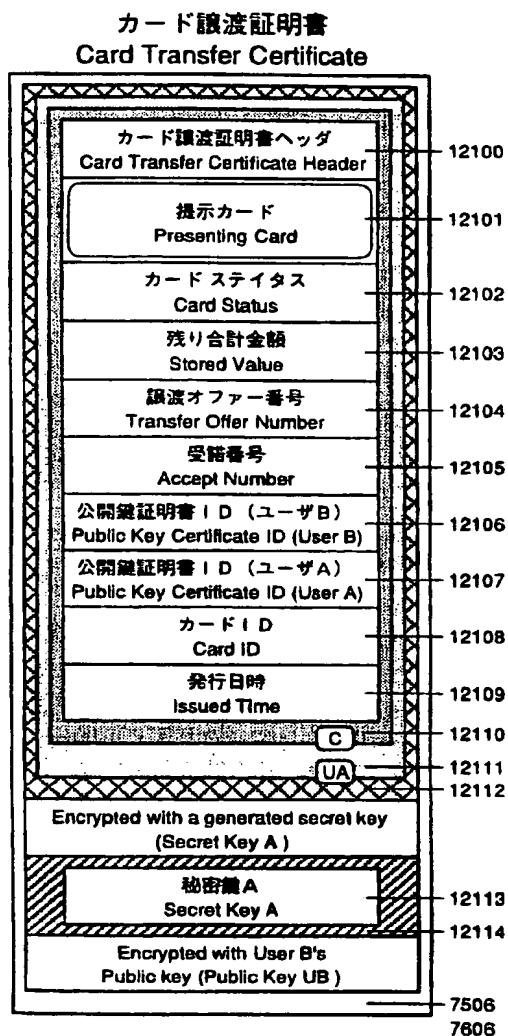 カード譲渡証明書
Card Transfer Certificate
カード譲渡証明書ヘッダ
Card Transfer Certificate Header
12100
提示カード
Presenting Card
12101
カード ステイタス
Card Status
12102
残り合計金額
Stored Value
12103
譲渡オファー番号
Transfer Offer Number
12104
受諾番号
Accept Number
12105
公開鍵証明書ＩＤ（ユーザＢ）
Public Key Certificate ID (User B)
12106
公開鍵証明書ＩＤ（ユーザＡ）
Public Key Certificate ID (User A)
12107
カードＩＤ
Card ID
12108
発行日時
Issued Time
12109
C
12110
UA
12111
12112
Encrypted with a generated secret key
(Secret Key A )
秘密鍵A
Secret Key A
12113
12114
Encrypted with User B's
Public key (Public Key UB )
7506
7606